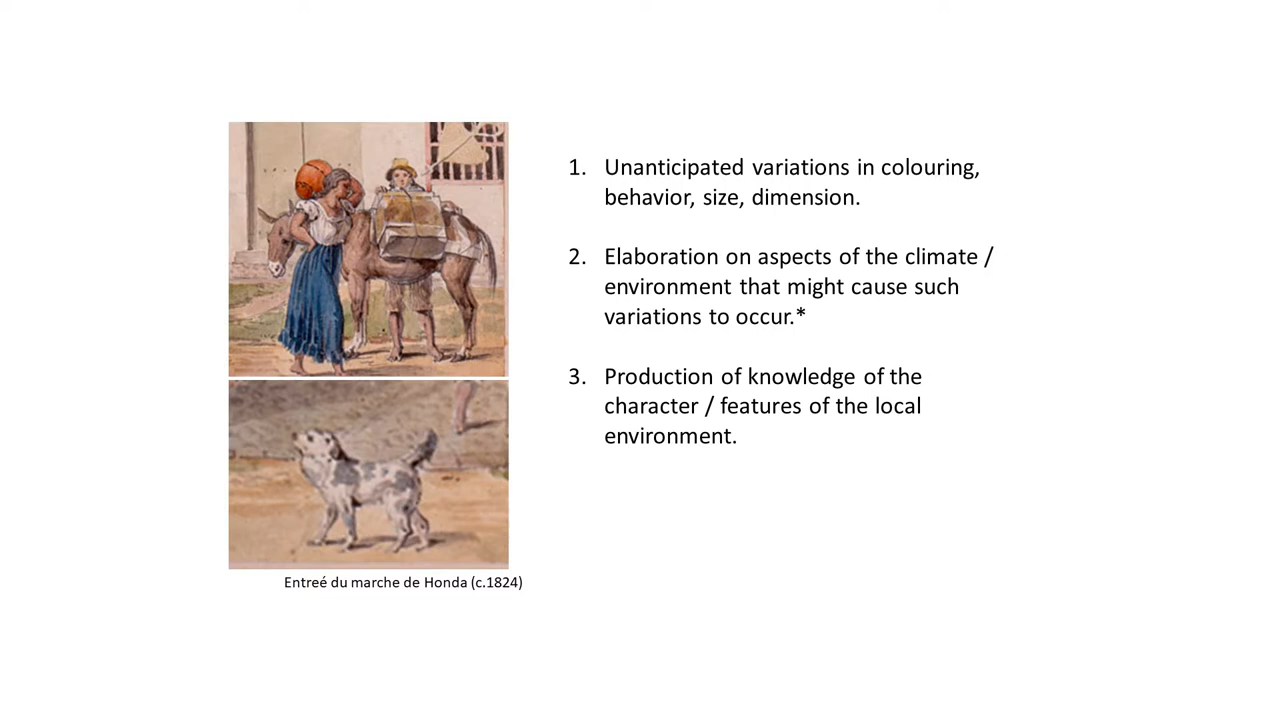 1. Unanticipated variations in colouring,
behavior, size, dimension.
2. Elaboration on aspects of the climate /
environment that might cause such
variations to occur.*
3. Production of knowledge of the
character / features of the local
environment.
Entreé du marche de Honda (c.1824)